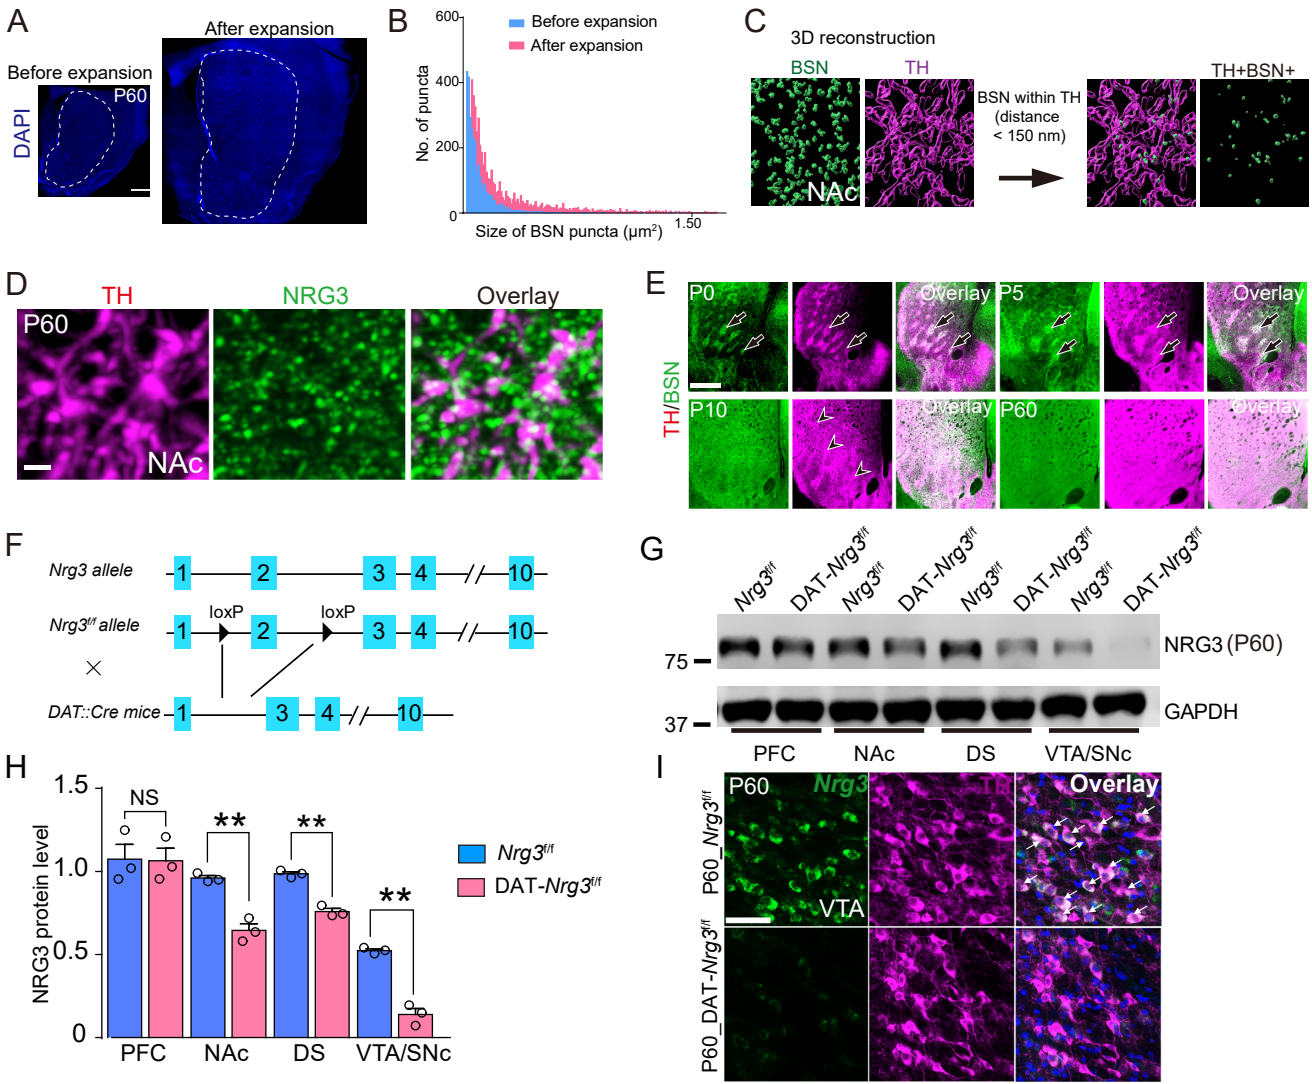 A
Before expansion
After expansion
P60
DAPI
B
600
400
200
0
No. of puncta
Before expansion
After expansion
1.50
Size of BSN puncta (µm²)
C
3D reconstruction
BSN
TH
NAc
BSN within TH
(distance
< 150 nm)
TH+BSN+
D
TH
NRG3
Overlay
P60
NAc
E
TH/BSN
P0
Overlay
P5
Overlay
P10
Overlay
P60
Overlay
F
Nrg3 allele
1
2
3
4
10
loxP
loxP
Nrg3f/f allele
1
2
3
4
10
×
DAT::Cre mice
1
3
4
10
G
Nrg3f/f
DAT-Nrg3f/f
Nrg3f/f
DAT-Nrg3f/f
Nrg3f/f
DAT-Nrg3f/f
Nrg3f/f
DAT-Nrg3f/f
75
NRG3 (P60)
37
GAPDH
PFC
NAc
DS
VTA/SNc
H
NRG3 protein level
1.5
1.0
0.5
0
NS
**
**
**
Nrg3f/f
DAT-Nrg3f/f
PFC
NAc
DS
VTA/SNc
I
P60_Nrg3f/f
P60
Nrg3
TH
Overlay
VTA
P60_DAT-Nrg3f/f